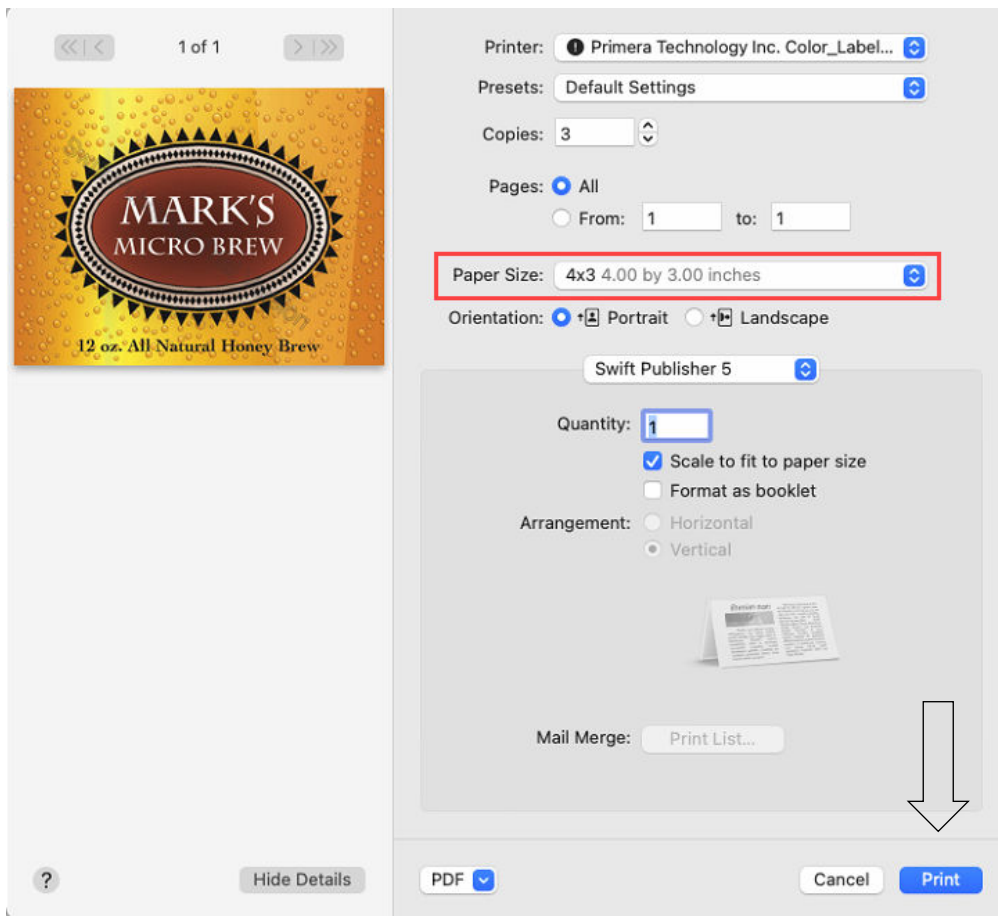 1 of 1
MARK'S
MICRO BREW
12 oz. All Natural Honey Brew
Printer: Primera Technology Inc. Color_Label...
Presets: Default Settings
Copies: 3
Pages: All
From: 1 to: 1
Paper Size: 4x3 4.00 by 3.00 inches
Orientation: Portrait Landscape
Swift Publisher 5
Quantity: 1
Scale to fit to paper size
Format as booklet
Arrangement: Horizontal
Vertical
Mail Merge: Print List...
? Hide Details PDF Cancel Print